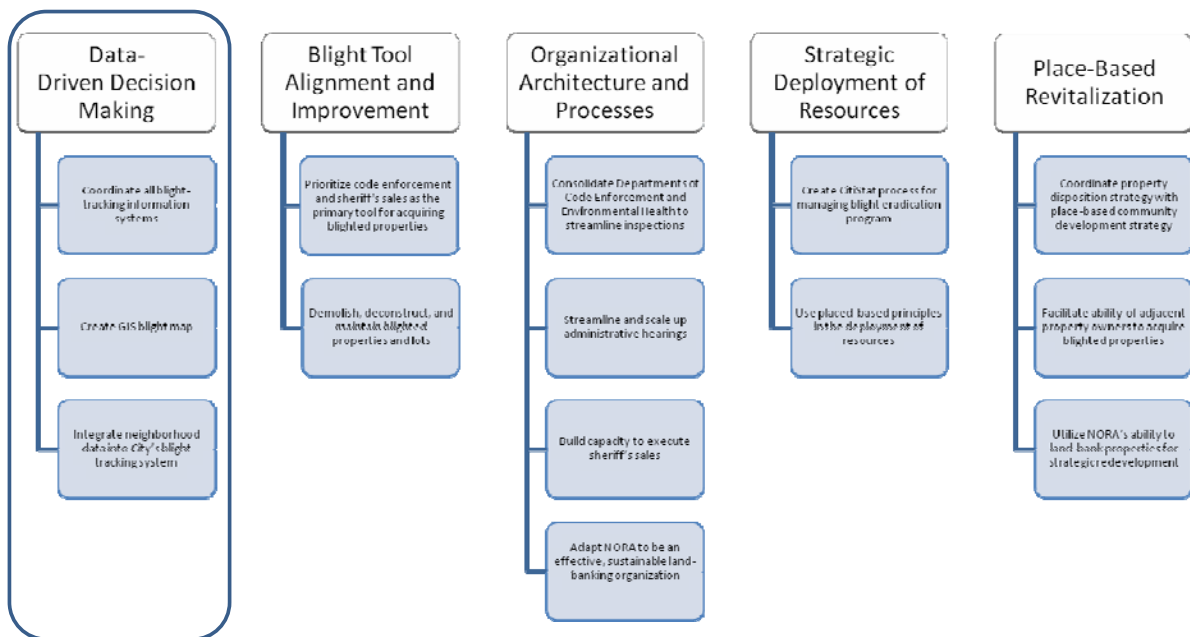 Data-
Driven Decision
Making
Coordinate all blight-
tracking information
systems
Create GIS blight map
Integrate neighborhood
data into City's blight
tracking system
Blight Tool
Alignment and
Improvement
Prioritize code enforcement
and sheriff's sales as the
primary tool for acquiring
blighted properties
Demolish, deconstruct, and
maintain blighted
properties and lots
Organizational
Architecture and
Processes
Consolidate Departments of
Code Enforcement and
Environmental Health to
streamline inspections
Streamline and scale up
administrative hearings
Build capacity to execute
sheriff's sales
Adapt NORA to be an
effective, sustainable land-
banking organization
Strategic
Deployment of
Resources
Create CitiStat process for
managing blight eradication
program
Use placed-based principles
in the deployment of
resources
Place-Based
Revitalization
Coordinate property
disposition strategy with
place-based community
development strategy
Facilitate ability of adjacent
property owners to acquire
blighted properties
Utilize NORA's ability to
land-bank properties for
strategic redevelopment